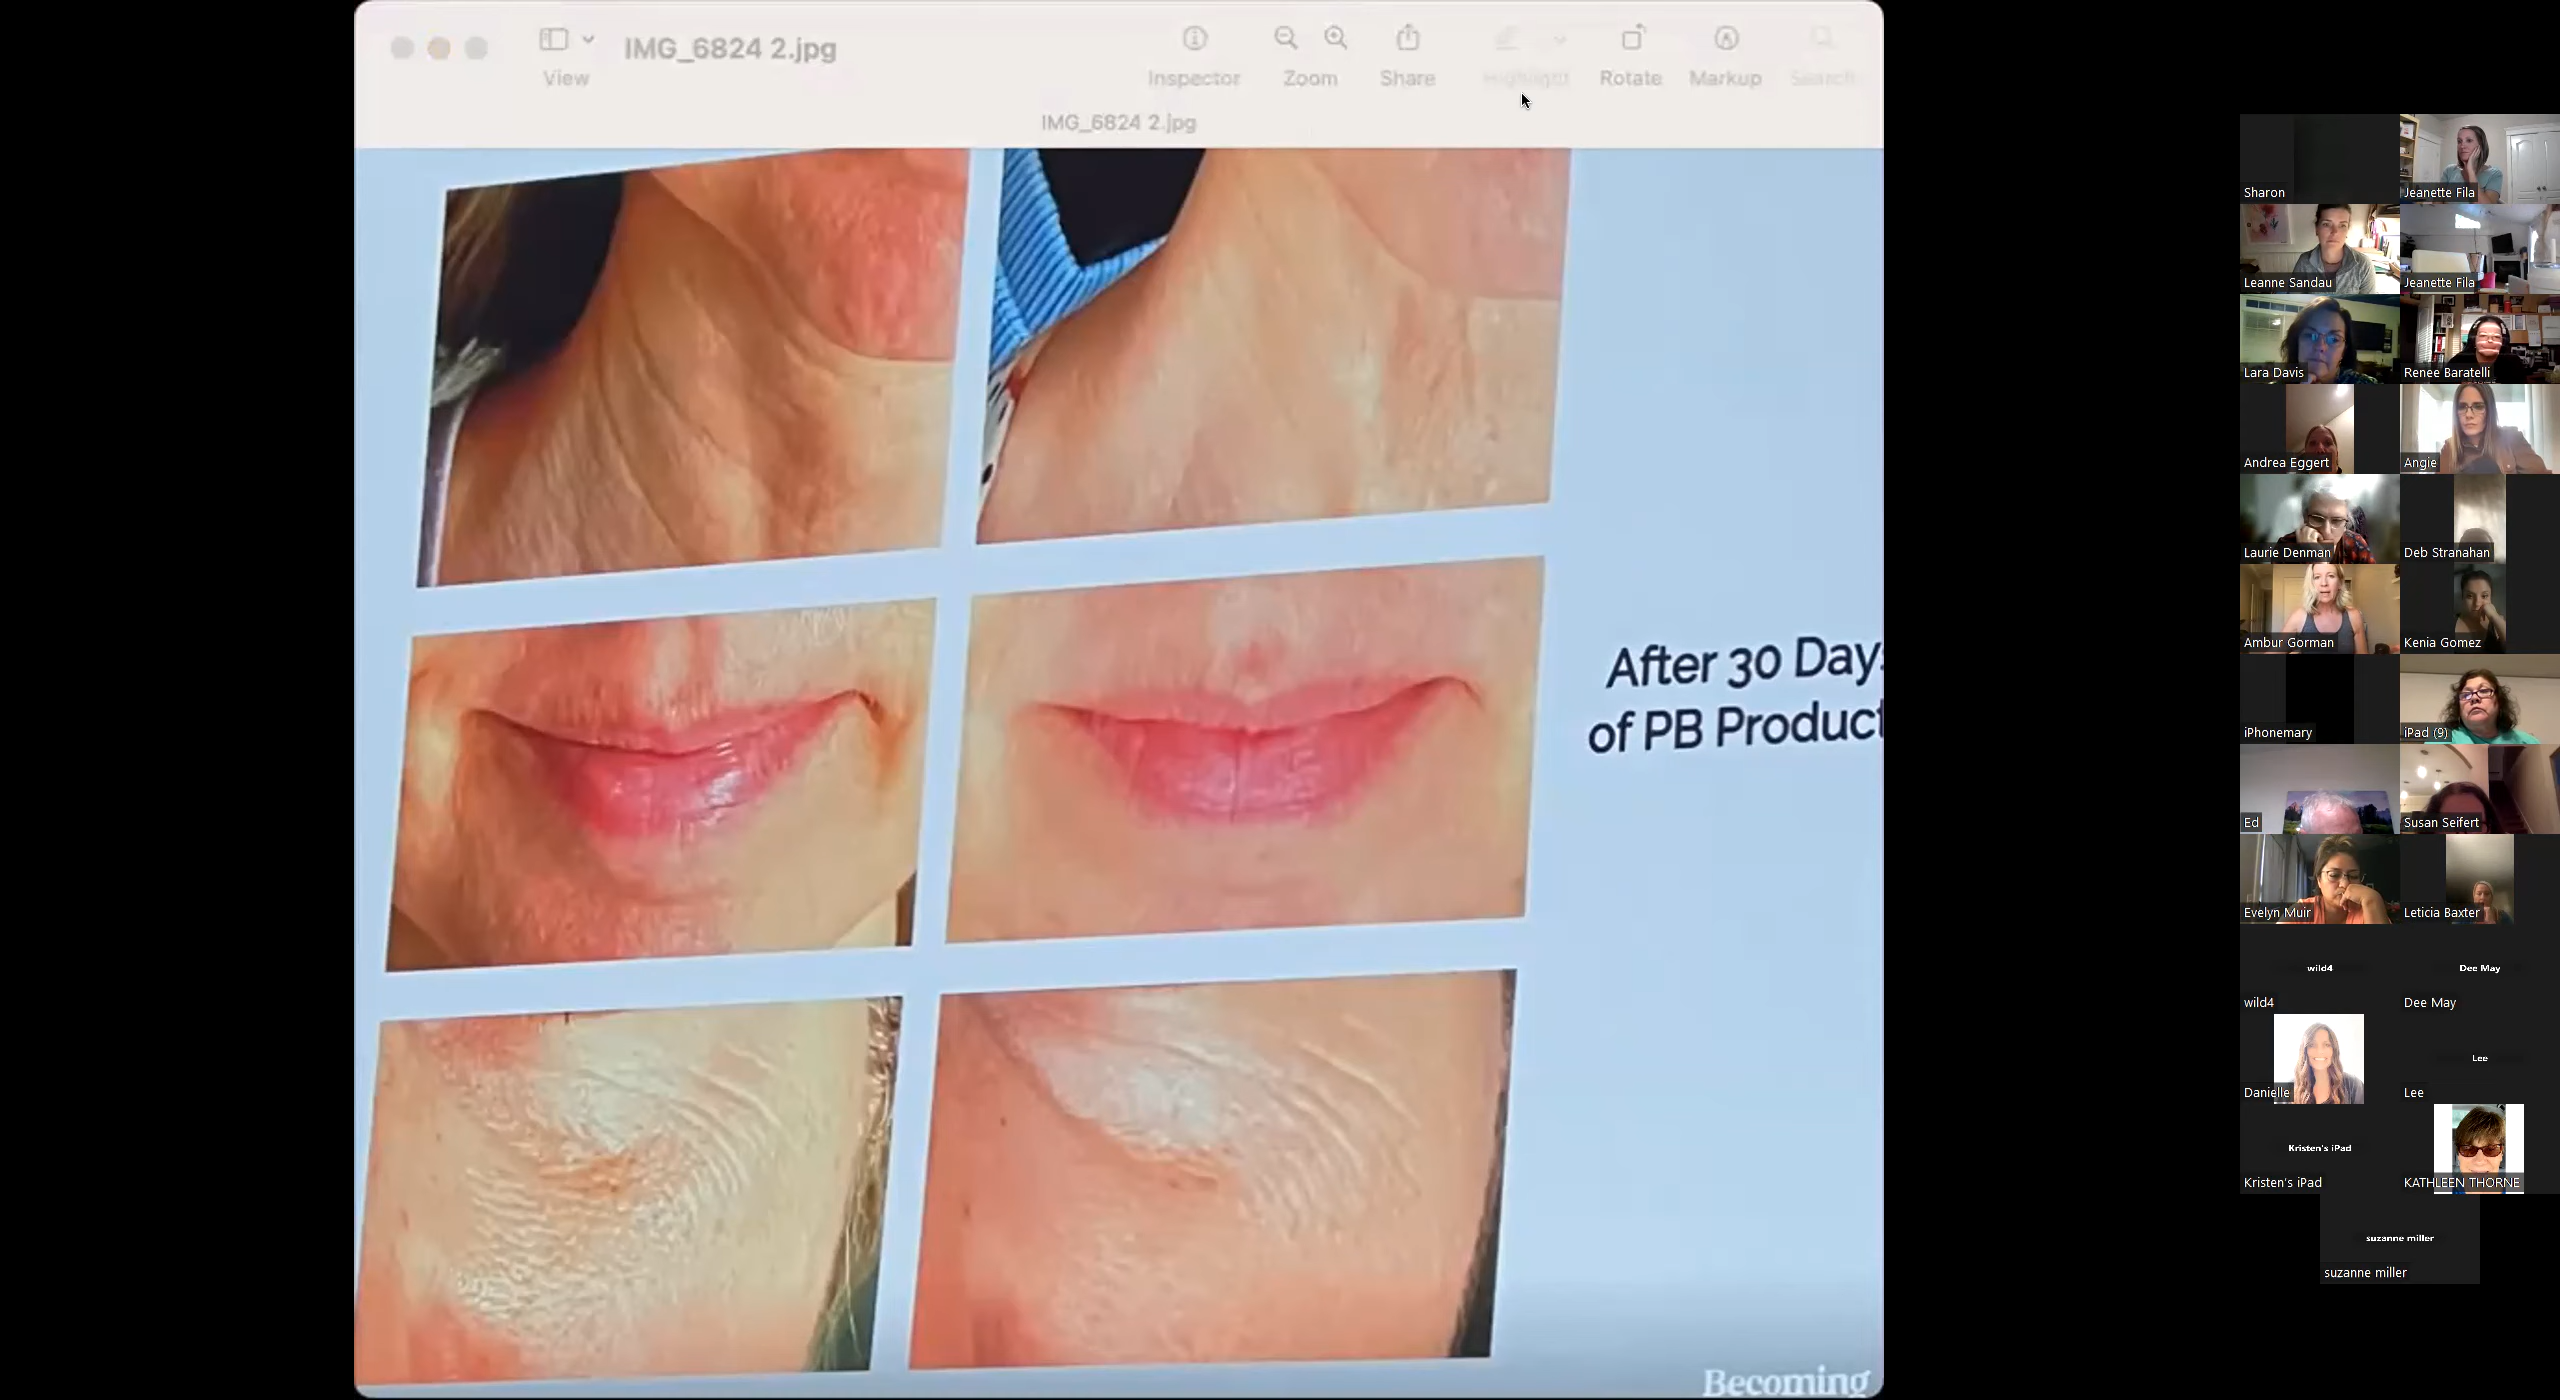 IMG_6824 2.jpg
View
Inspector
Zoom
Share
Highlight
Rotate
Markup
Search
IMG_6824 2.jpg
After 30 Day
of PB Product
Becoming
Sharon
Jeanette Fila
Leanne Sandau
Jeanette Fila
Lara Davis
Renee Baratelli
Andrea Eggert
Angie
Laurie Denman
Deb Stranahan
Ambur Gorman
Kenia Gomez
iPhonemary
iPad (9)
Ed
Susan Seifert
Evelyn Muir
Leticia Baxter
wild4
Dee May
wild4
Dee May
Lee
Danielle
Lee
Kristen's iPad
Kristen's iPad
KATHLEEN THORNE
suzanne miller
suzanne miller